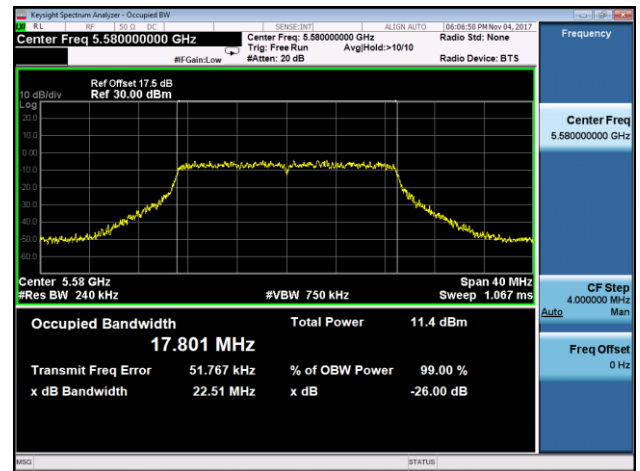 Keysight Spectrum Analyzer - Occupied BW
RL RF 50 Ω DC SENSE:INT ALIGN AUTO 06:06:50 PM Nov 04, 2017
Center Freq 5.580000000 GHz Center Freq: 5.580000000 GHz Radio Std: None
Trig: Free Run Avg|Hold:>10/10
#IFGain:Low #Atten: 20 dB Radio Device: BTS
Ref Offset 17.5 dB
10 dB/div Ref 30.00 dBm
Log
20.0
10.0
0.00
-10.0
-20.0
-30.0
-40.0
-50.0
-60.0
Center 5.58 GHz Span 40 MHz
#Res BW 240 kHz #VBW 750 kHz Sweep 1.067 ms
Occupied Bandwidth Total Power 11.4 dBm
17.801 MHz
Transmit Freq Error 51.767 kHz % of OBW Power 99.00 %
x dB Bandwidth 22.51 MHz x dB -26.00 dB
MSG STATUS
Frequency
Center Freq
5.580000000 GHz
CF Step
4.000000 MHz
Auto Man
Freq Offset
0 Hz